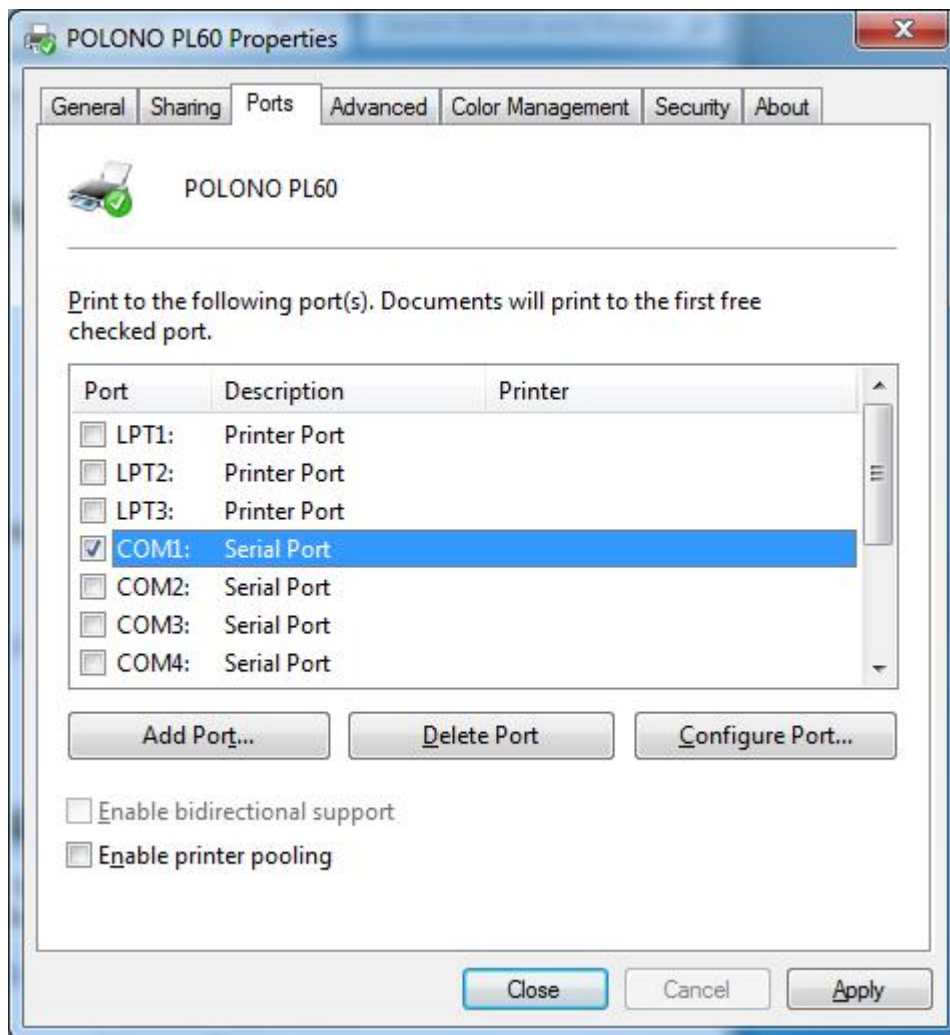 POLONO PL60 Properties
General Sharing Ports Advanced Color Management Security About
POLONO PL60
Print to the following port(s). Documents will print to the first free
checked port.
Port Description Printer
LPT1: Printer Port
LPT2: Printer Port
LPT3: Printer Port
COM1: Serial Port
COM2: Serial Port
COM3: Serial Port
COM4: Serial Port
Add Port... Delete Port Configure Port...
Enable bidirectional support
Enable printer pooling
Close Cancel Apply